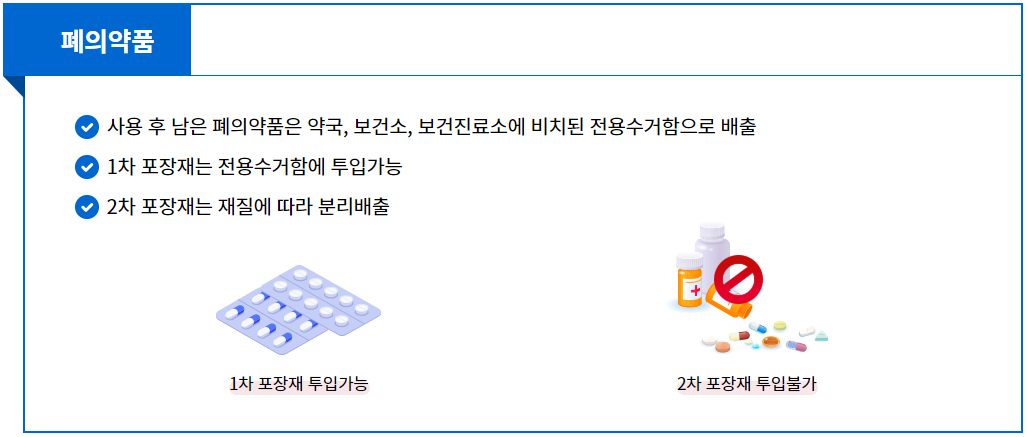 폐의약품
사용 후 남은 폐의약품은 약국, 보건소, 보건진료소에 비치된 전용수거함으로 배출
1차 포장재는 전용수거함에 투입가능
2차 포장재는 재질에 따라 분리배출
1차 포장재 투입가능
2차 포장재 투입불가